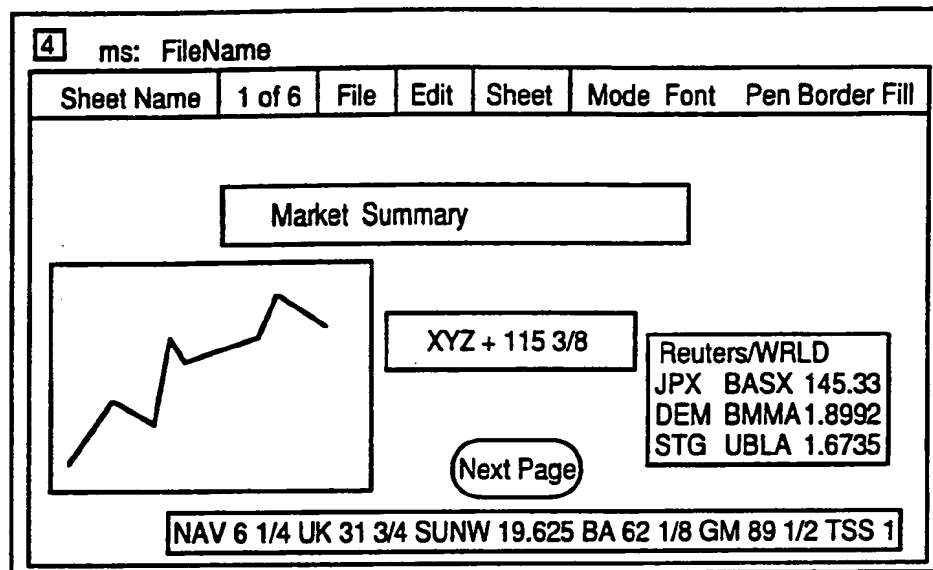 4 ms: FileName
Sheet Name 1 of 6 File Edit Sheet Mode Font Pen Border Fill
Market Summary
XYZ + 115 3/8
Reuters/WRLD
JPX BASX 145.33
DEM BMMA 1.8992
STG UBLA 1.6735
Next Page
NAV 6 1/4 UK 31 3/4 SUNW 19.625 BA 62 1/8 GM 89 1/2 TSS 1